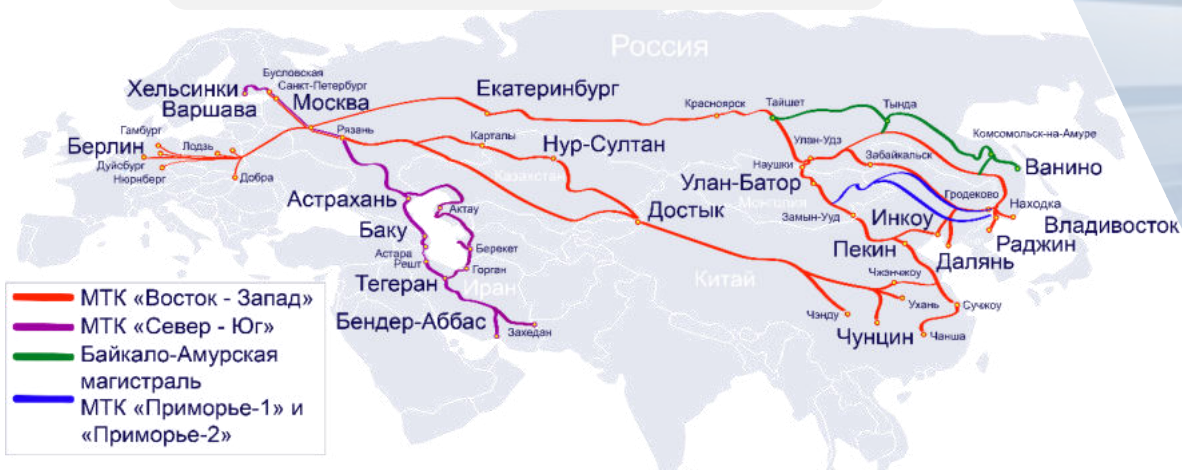 Россия
Бусловская
Санкт-Петербург
Хельсинки
Варшава
Москва
Екатеринбург
Красноярск
Тайшет
Тында
Гамбург
Рязань
Карталы
Улан-Удэ
Комсомольск-на-Амуре
Берлин
Лодзь
Нур-Султан
Забайкальск
Ванино
Дуйсбург
Нюрнберг
Добра
Казахстан
Наушки
Улан-Батор
Монголия
Гродеково
Находка
Астрахань
Актау
Достык
Замын-Ууд
Инкоу
Владивосток
Раджин
Баку
Пекин
Далянь
Астара
Решт
Берекет
Горган
Тегеран
Иран
Китай
Чжэнчжоу
Ухань
Сучжоу
Бендер-Аббас
Захедан
Чэнду
Чунцин
Чанша
МТК «Восток - Запад»
МТК «Север - Юг»
Байкало-Амурская
магистраль
МТК «Приморье-1» и
«Приморье-2»